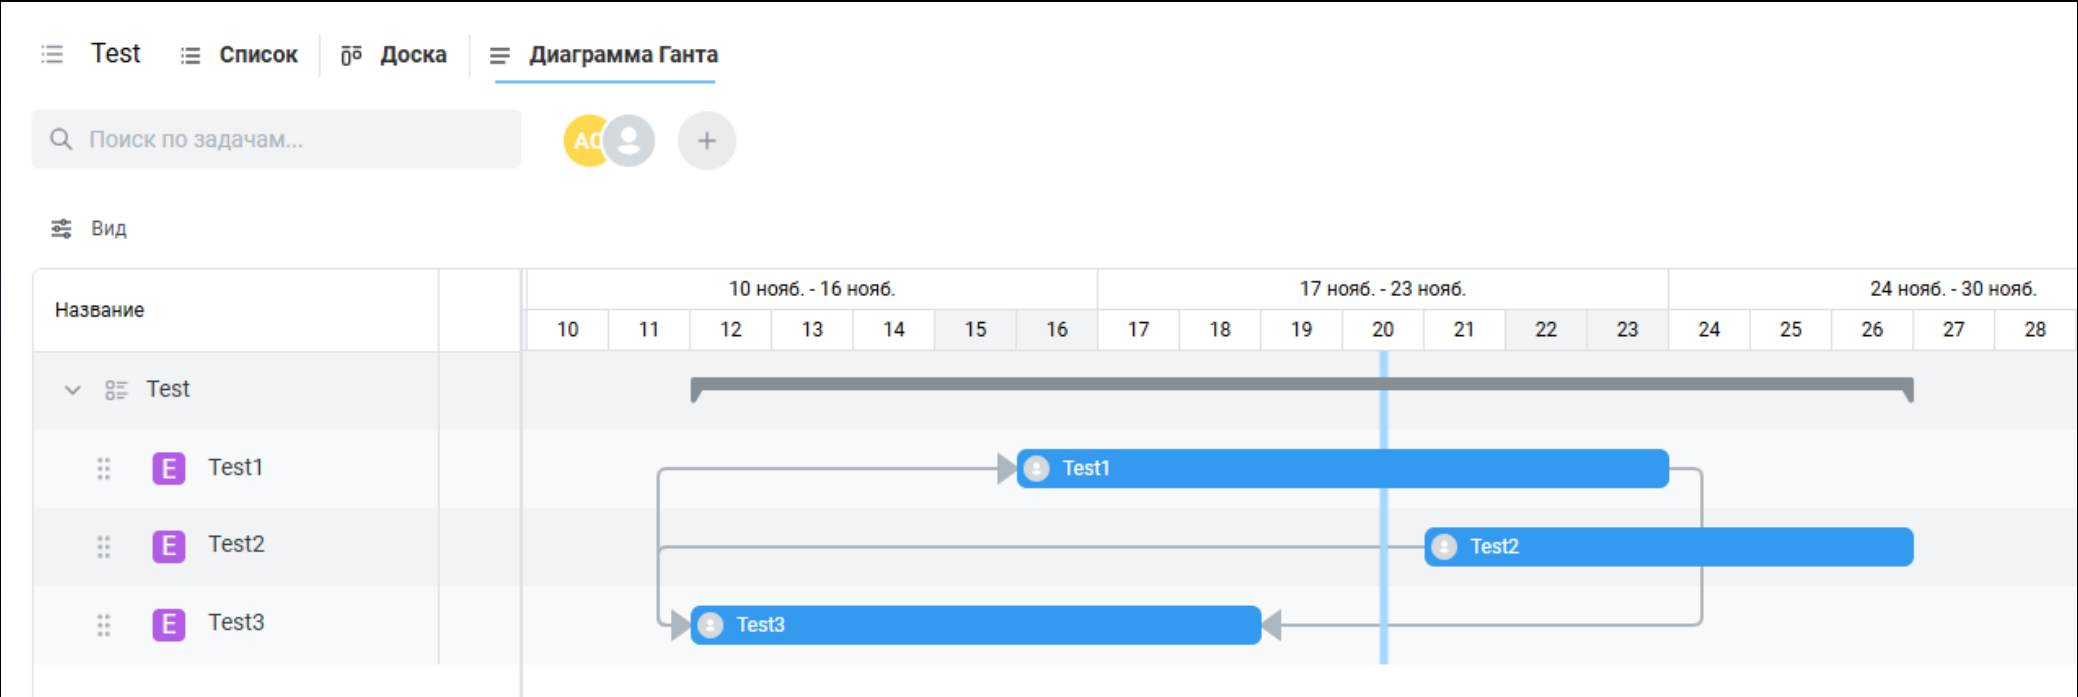 Test Список Доска Диаграмма Ганта
Поиск по задачам...
AC
+
Вид
Название
10 нояб. - 16 нояб. 17 нояб. - 23 нояб. 24 нояб. - 30 нояб.
10 11 12 13 14 15 16 17 18 19 20 21 22 23 24 25 26 27 28
Test
E Test1 Test1
E Test2 Test2
E Test3 Test3